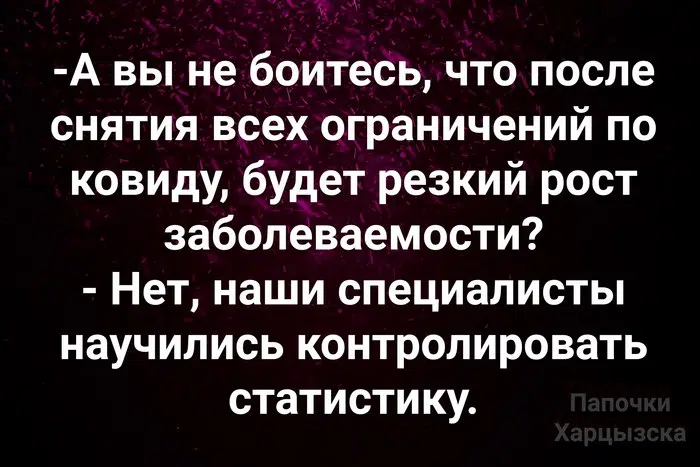 -А вы не боитесь, что после
снятия всех ограничений по
ковиду, будет резкий рост
заболеваемости?
- Нет, наши специалисты
научились контролировать
статистику.
Папочки
Харцызска